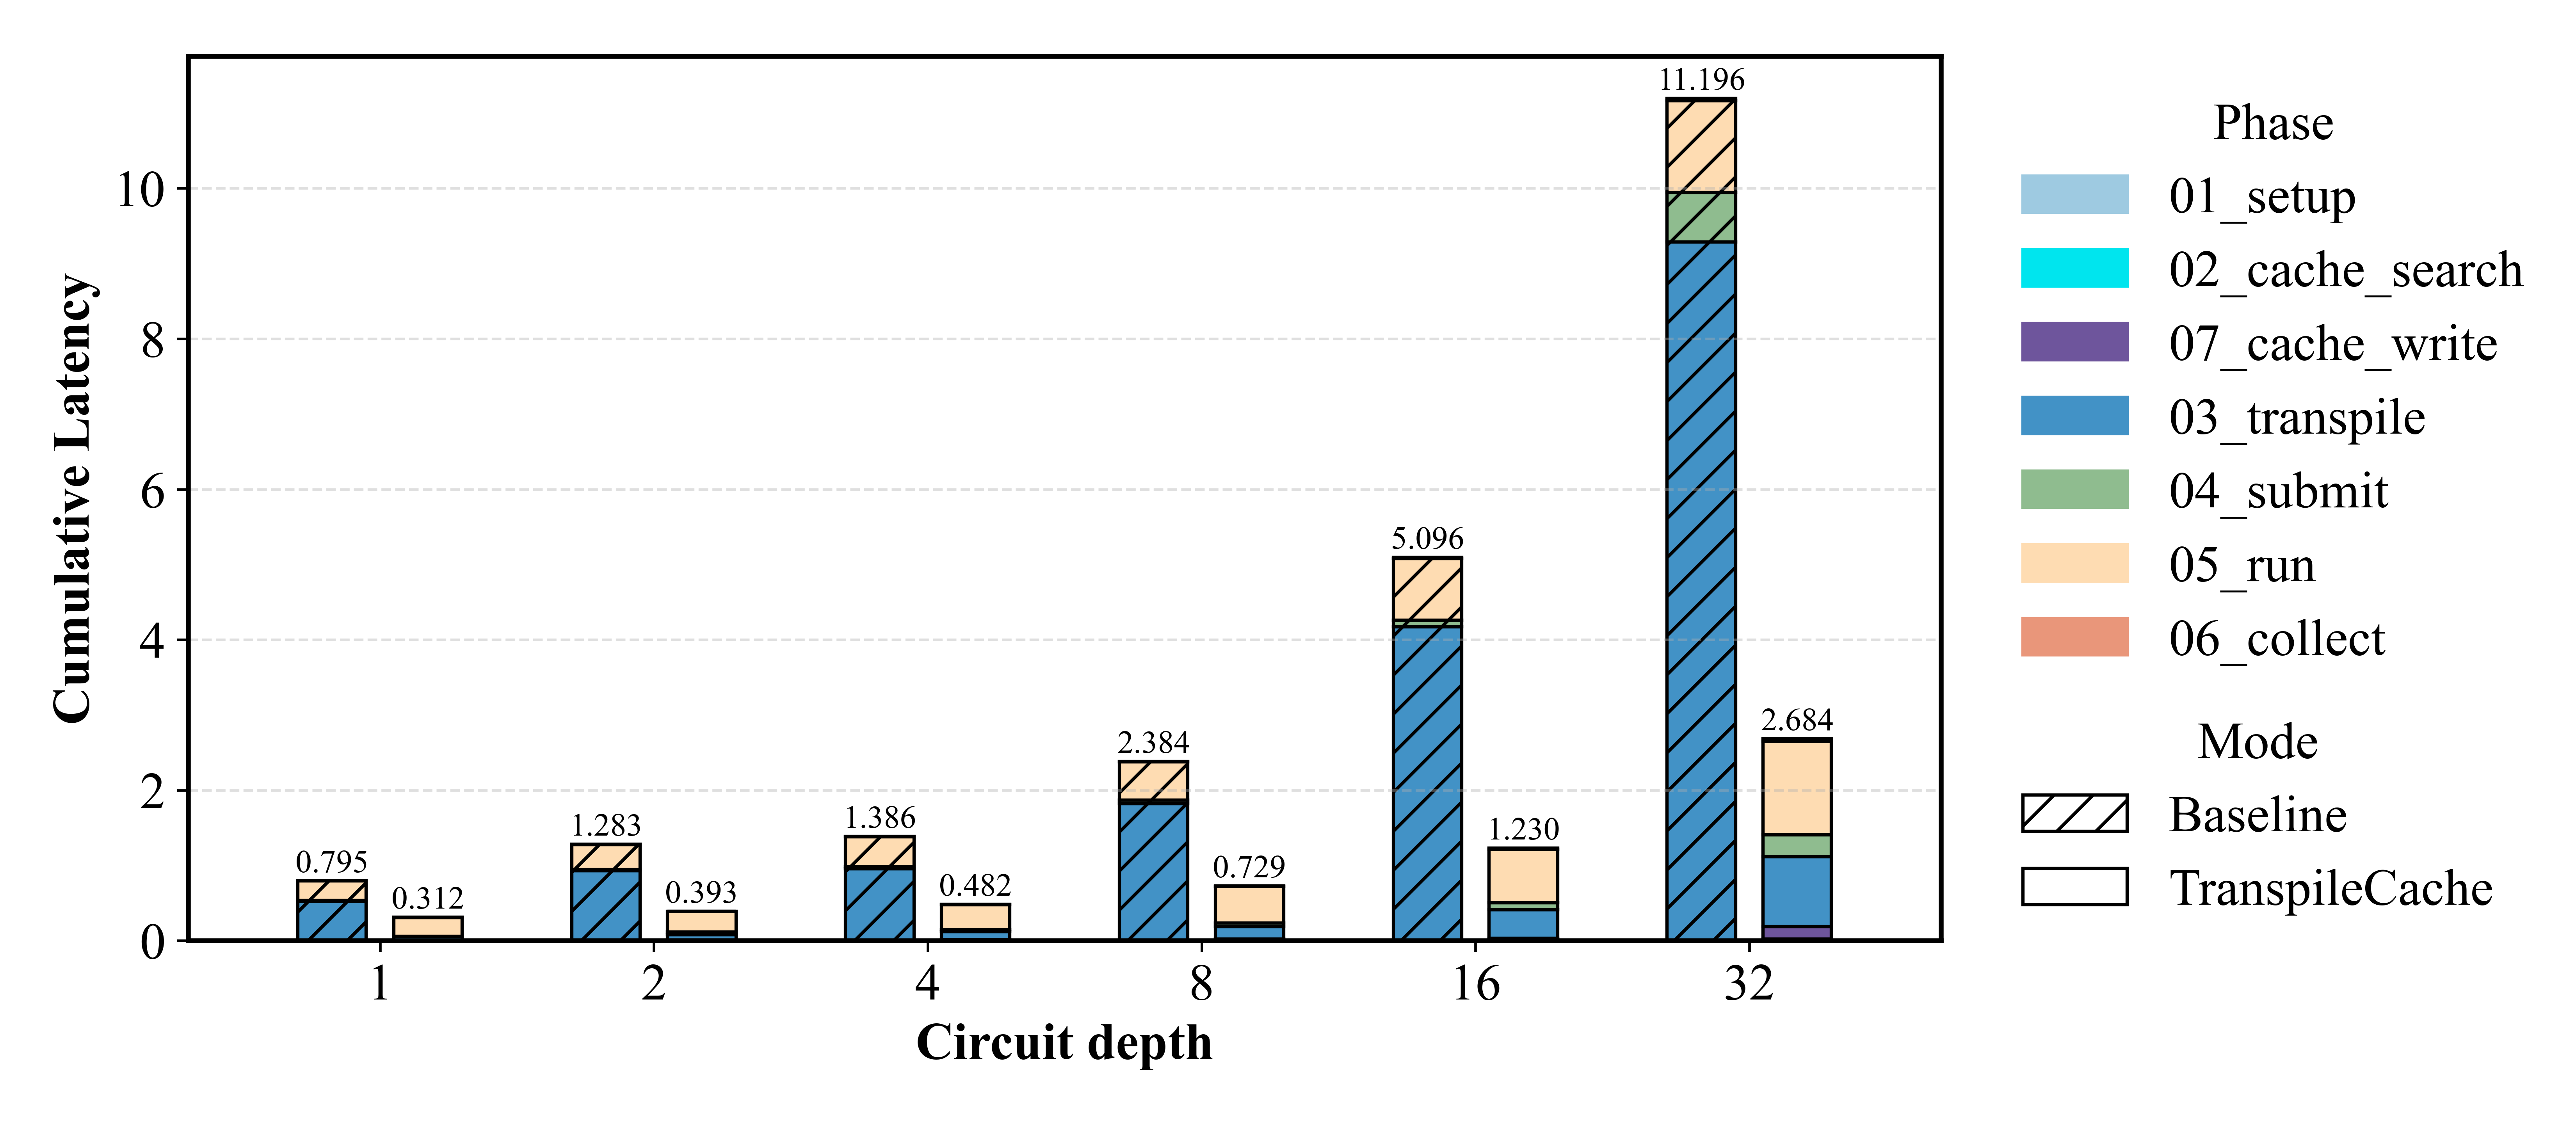 Cumulative Latency
10
8
6
4
2
0
0.795
0.312
1.283
0.393
1.386
0.482
2.384
0.729
5.096
1.230
11.196
2.684
1
2
4
8
16
32
Circuit depth
Phase
01_setup
02_cache_search
07_cache_write
03_transpile
04_submit
05_run
06_collect
Mode
Baseline
TranspileCache